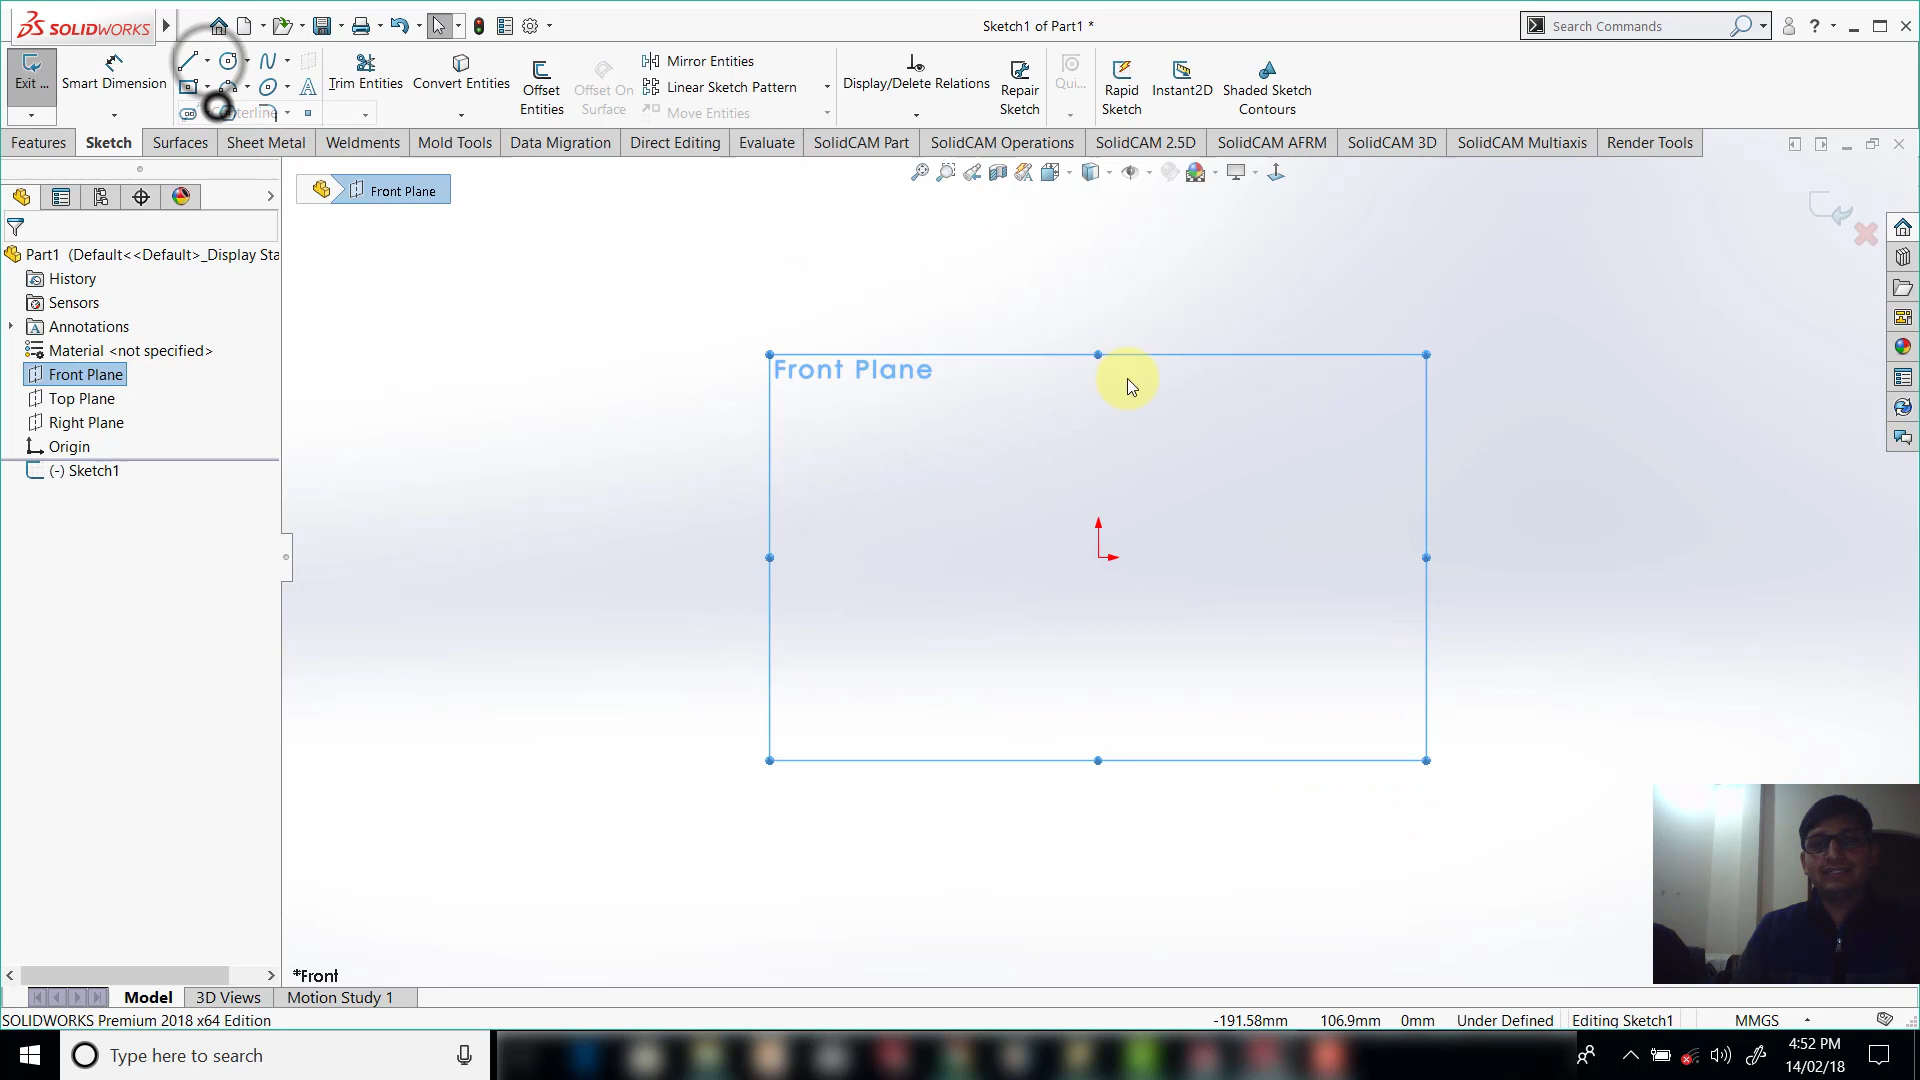 SOLIDWORKS
Sketch1 of Part1 *
Search Commands
Exit ...
Smart Dimension
Centerline
Trim Entities
Convert Entities
Offset Entities
Offset On Surface
Mirror Entities
Linear Sketch Pattern
Move Entities
Display/Delete Relations
Repair Sketch
Qui...
Rapid Sketch
Instant2D
Shaded Sketch Contours
Features
Sketch
Surfaces
Sheet Metal
Weldments
Mold Tools
Data Migration
Direct Editing
Evaluate
SolidCAM Part
SolidCAM Operations
SolidCAM 2.5D
SolidCAM AFRM
SolidCAM 3D
SolidCAM Multiaxis
Render Tools
Front Plane
Part1 (Default<<Default>_Display Sta
History
Sensors
Annotations
Material <not specified>
Front Plane
Top Plane
Right Plane
Origin
(-) Sketch1
Front Plane
*Front
Model
3D Views
Motion Study 1
SOLIDWORKS Premium 2018 x64 Edition
-191.58mm
106.9mm
0mm
Under Defined
Editing Sketch1
MMGS
Type here to search
4:52 PM
14/02/18